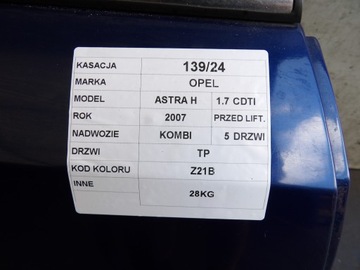 KASACJA 139/24
MARKA OPEL
MODEL ASTRA H 1.7 CDTI
ROK 2007 PRZED LIFT.
NADWOZIE KOMBI 5 DRZWI
DRZWI TP
KOD KOLORU Z21B
INNE 28KG